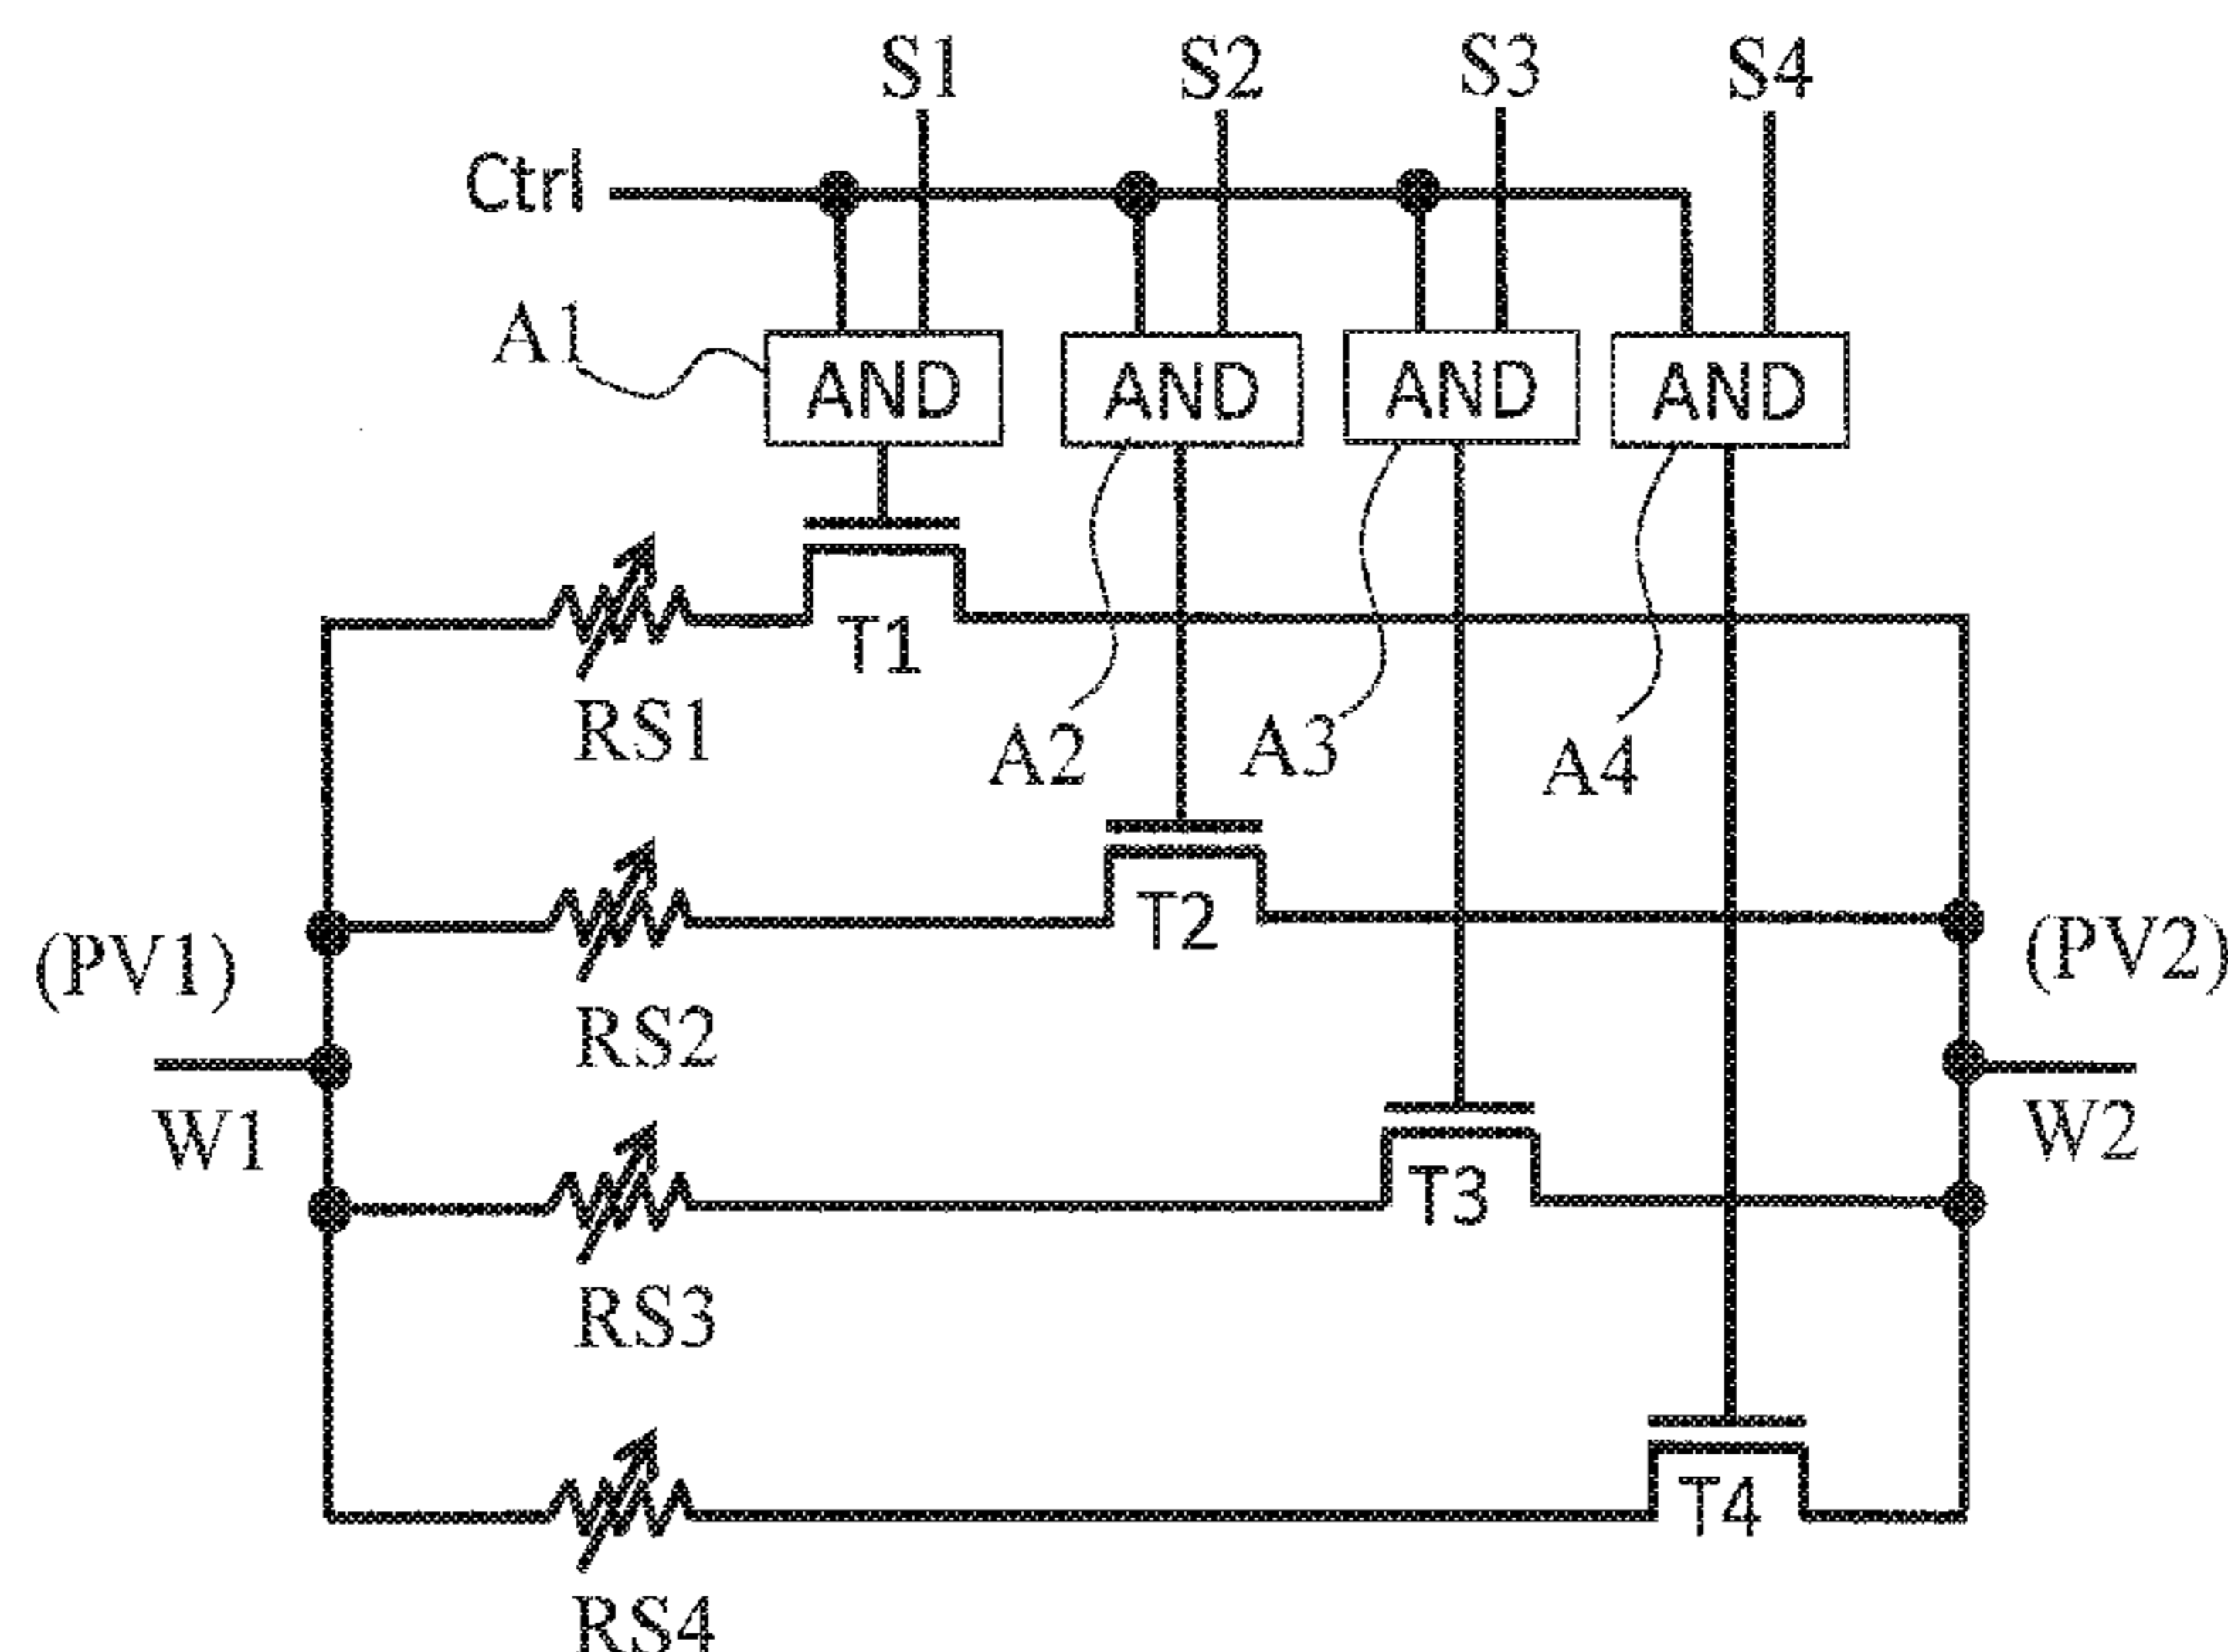 S1 S2 S3 S4
Ctrl
A1 AND AND AND AND
T1
RS1 A2 A3 A4
T2
(PV1) (PV2)
RS2
W1 W2
T3
RS3
T4
RS4